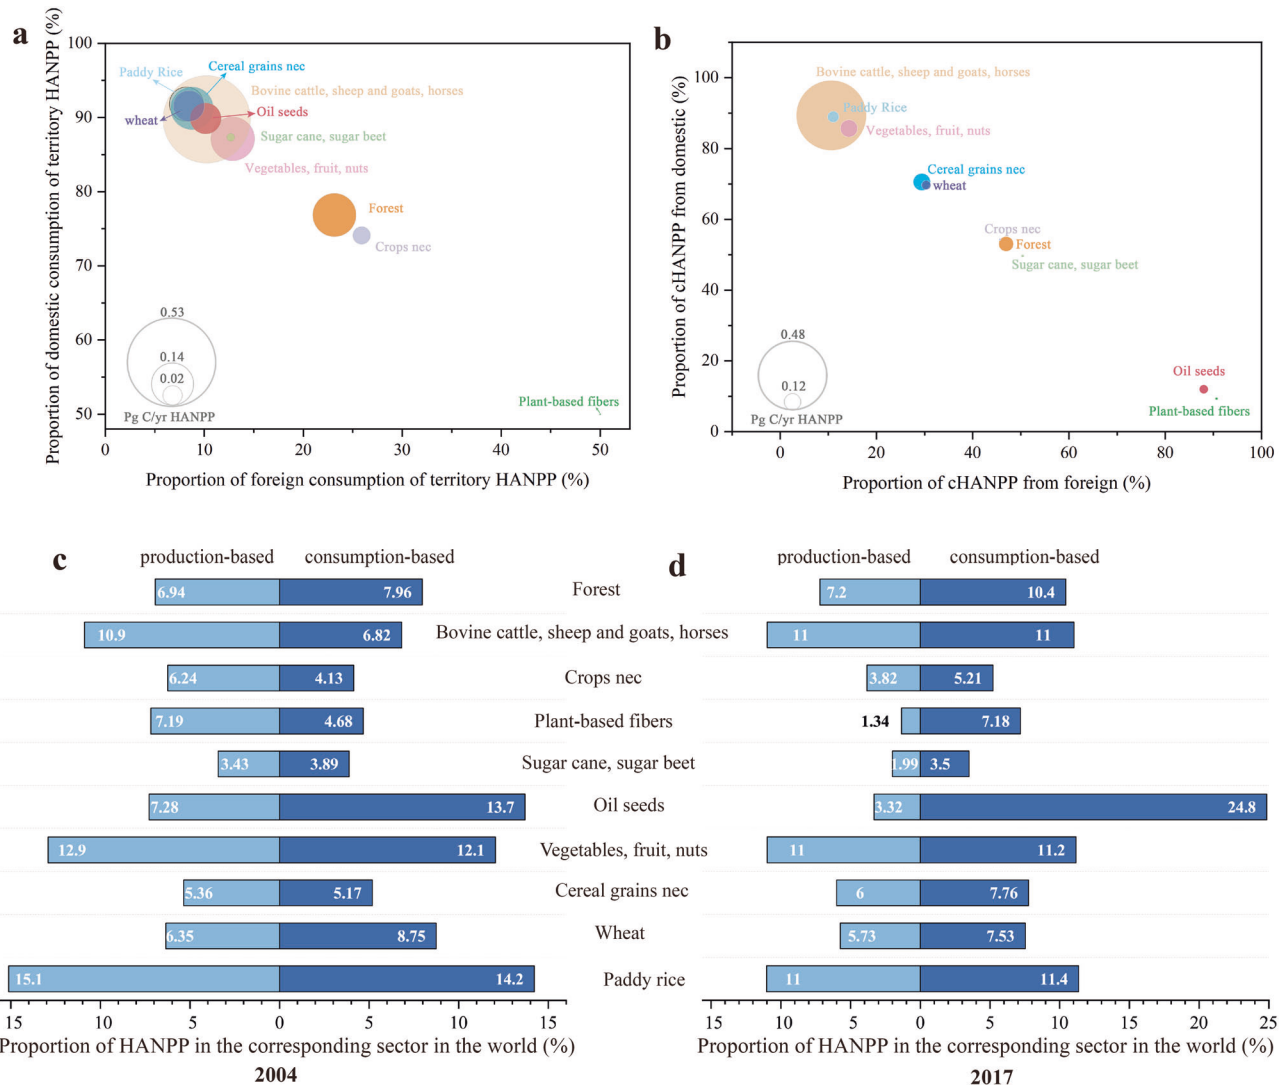 a
Proportion of domestic consumption of territory HANPP (%)
100
90
80
70
60
50
Paddy Rice
Cereal grains nec
Bovine cattle, sheep and goats, horses
wheat
Oil seeds
Sugar cane, sugar beet
Vegetables, fruit, nuts
Forest
Crops nec
0.53
0.14
0.02
Pg C/yr HANPP
Plant-based fibers
0 10 20 30 40 50
Proportion of foreign consumption of territory HANPP (%)
b
Proportion of cHANPP from domestic (%)
100
80
60
40
20
0
Bovine cattle, sheep and goats, horses
Paddy Rice
Vegetables, fruit, nuts
Cereal grains nec
wheat
Crops nec
Forest
Sugar cane, sugar beet
0.48
0.12
Pg C/yr HANPP
Oil seeds
Plant-based fibers
0 20 40 60 80 100
Proportion of cHANPP from foreign (%)
c
production-based consumption-based
d
production-based consumption-based
6.94 7.96 Forest 7.2 10.4
10.9 6.82 Bovine cattle, sheep and goats, horses 11 11
6.24 4.13 Crops nec 3.82 5.21
7.19 4.68 Plant-based fibers 1.34 7.18
3.43 3.89 Sugar cane, sugar beet 1.99 3.5
7.28 13.7 Oil seeds 3.32 24.8
12.9 12.1 Vegetables, fruit, nuts 11 11.2
5.36 5.17 Cereal grains nec 6 7.76
6.35 8.75 Wheat 5.73 7.53
15.1 14.2 Paddy rice 11 11.4
15 10 5 0 5 10 15
Proportion of HANPP in the corresponding sector in the world (%)
2004
15 10 5 0 5 10 15 20 25
Proportion of HANPP in the corresponding sector in the world (%)
2017